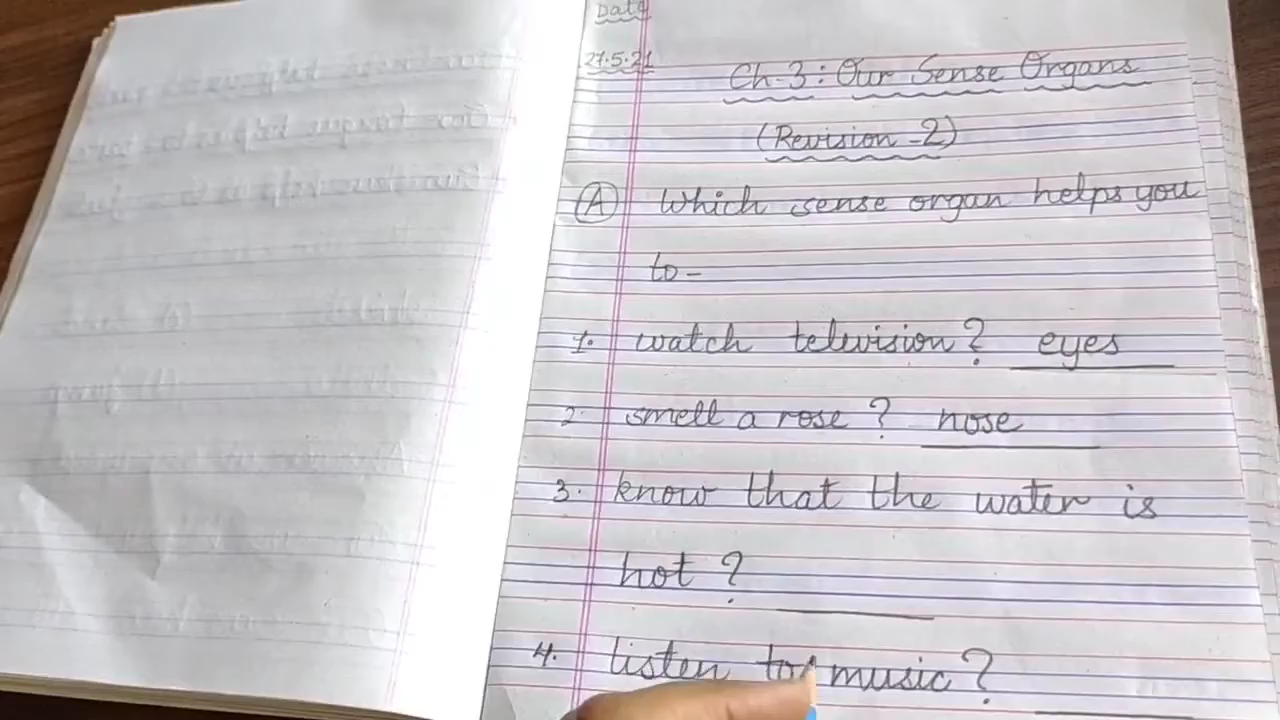 Date
27.5.21
Ch-3: Our Sense Organs
(Revision -2)
A Which sense organ helps you
to-
1. watch television? eyes
2. smell a rose? nose
3. know that the water is
hot?
4. listen to music?